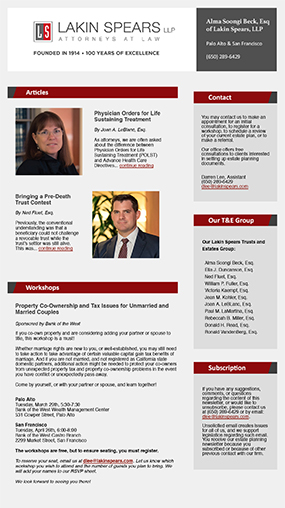 LS LAKIN SPEARS LLP
ATTORNEYS AT LAW
FOUNDED IN 1914 • 100 YEARS OF EXCELLENCE
Alma Soongi Beck, Esq
of Lakin Spears, LLP
Palo Alto & San Francisco
(650) 289-6429
Articles
Physician Orders for Life
Sustaining Treatment
By Joan A. LeBlanc, Esq.
As attorneys, we are often asked
about the difference between
Physician Orders for Life
Sustaining Treatment (POLST)
and Advance Health Care
Directives... continue reading
Bringing a Pre-Death
Trust Contest
By Ned Fluet, Esq.
Previously, the conventional
understanding was that a
beneficiary could not challenge
a revocable trust while the
trust's settlor was still alive.
This was... continue reading
Workshops
Property Co-Ownership and Tax Issues for Unmarried and
Married Couples
Sponsored by Bank of the West
If you co-own property and are considering adding your partner or spouse to
title, this workshop is a must!
Whether marriage rights are new to you, or well-established, you may still need
to take action to take advantage of certain valuable capital gain tax benefits of
marriage. And if you are not married, and not registered as California state
domestic partners, additional action might be needed to protect your co-owners
from unexpected property tax and property co-ownership problems in the event
you have conflict or unexpectedly pass away.
Come by yourself, or with your partner or spouse, and learn together!
Palo Alto
Tuesday, March 29th, 5:30-7:30
Bank of the West Wealth Management Center
331 Cowper Street, Palo Alto
San Francisco
Tuesday, April 26th, 6:00-8:00
Bank of the West Castro Branch
2299 Market Street, San Francisco
The workshops are free, but to ensure seating, you must register.
To reserve your seat, email us at dlee@lakinspears.com. Let us know which
workshop you wish to attend and the number of guests you plan to bring. We
will add your names to our RSVP sheet.
We look forward to seeing you there!
Contact
You may contact us to make an
appointment for an initial
consultation, to register for a
workshop, to schedule a review
of your current estate plan, or to
make a referral.
Our office offers free
consultations to clients interested
in setting up estate planning
documents.
Darree Lee, Assistant
(650) 289-6429
dlee@lakinspears.com
Our T&E Group
Our Lakin Spears Trusts and
Estates Group:
Alma Soongi Beck, Esq.
Elia J. Guncarence, Esq.
Ned Fluet, Esq.
William P. Fuller, Esq.
Victoria Kaempf, Esq.
Jean M. Kohler, Esq.
Joan A. LeBlanc, Esq.
Paul M. LaMartina, Esq.
Rebecca B. Miller, Esq.
Donald H. Read, Esq.
Ronald Wandenberg, Esq.
Subscription
If you have any suggestions,
comments, or questions
regarding the content of this
newsletter, or would like to
unsubscribe, please contact us
at (650) 289-6429 or by email:
dlee@lakinspears.com.
Unsolicited email creates issues
for all of us, and we support
legislation regarding such email.
You receive our estate planning
newsletter because you
subscribed or because of other
previous contact with our firm.